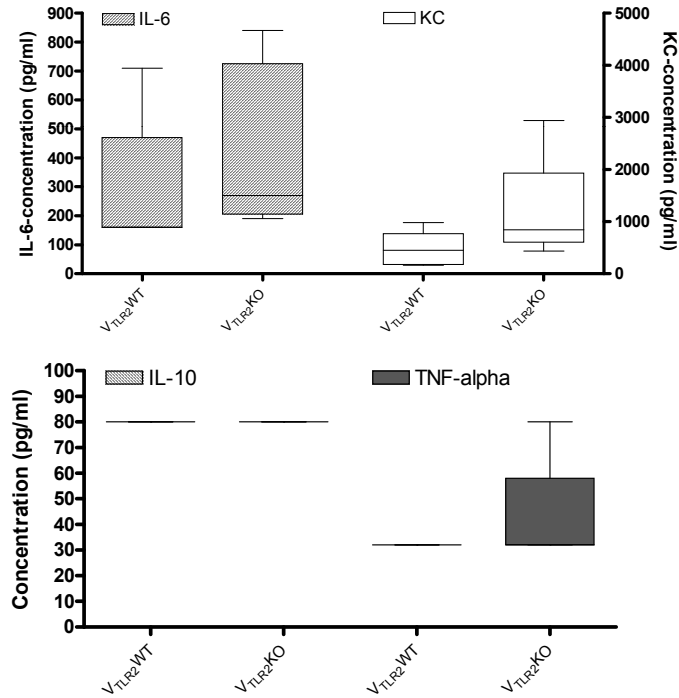 IL-6
KC
IL-6-concentration (pg/ml)
900
800
700
600
500
400
300
200
100
0
KC-concentration (pg/ml)
5000
4000
3000
2000
1000
0
VTLR2WT
VTLR2KO
VTLR2WT
VTLR2KO
IL-10
TNF-alpha
Concentration (pg/ml)
100
90
80
70
60
50
40
30
20
10
0
VTLR2WT
VTLR2KO
VTLR2WT
VTLR2KO